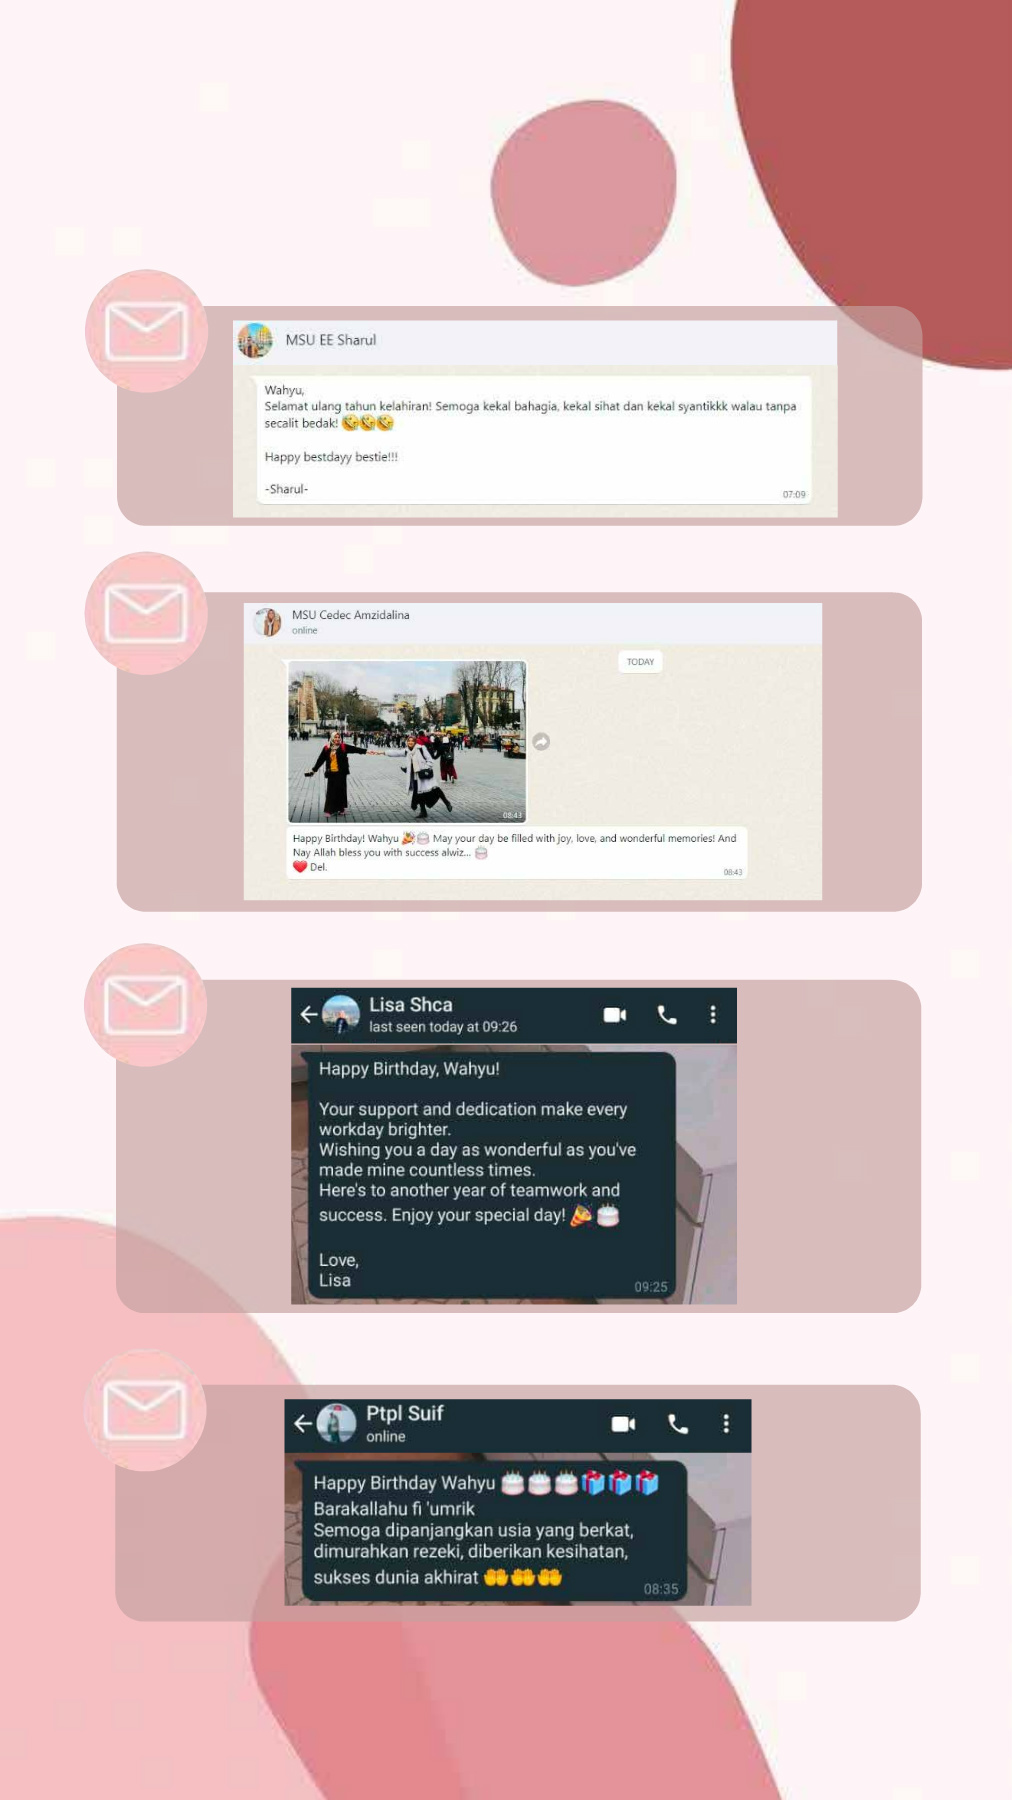 MSU EE Sharul
Wahyu,
Selamat ulang tahun kelahiran! Semoga kekal bahagia, kekal sihat dan kekal syantikkk walau tanpa
secalit bedak! 🤣🤣🤣
Happy bestdayy bestie!!!
-Sharul-
07:09
MSU Cedec Amzidalina
online
TODAY
08:43
Happy Birthday! Wahyu 🎉🎂 May your day be filled with joy, love, and wonderful memories! And
Nay Allah bless you with success alwiz... 🎂
❤️ Del.
08:43
Lisa Shca
last seen today at 09:26
Happy Birthday, Wahyu!
Your support and dedication make every
workday brighter.
Wishing you a day as wonderful as you've
made mine countless times.
Here's to another year of teamwork and
success. Enjoy your special day! 🎉🎂
Love,
Lisa
09:25
Ptpl Suif
online
Happy Birthday Wahyu 🎂🎂🎂🎁🎁🎁
Barakallahu fi 'umrik
Semoga dipanjangkan usia yang berkat,
dimurahkan rezeki, diberikan kesihatan,
sukses dunia akhirat 🤲🤲🤲
08:35